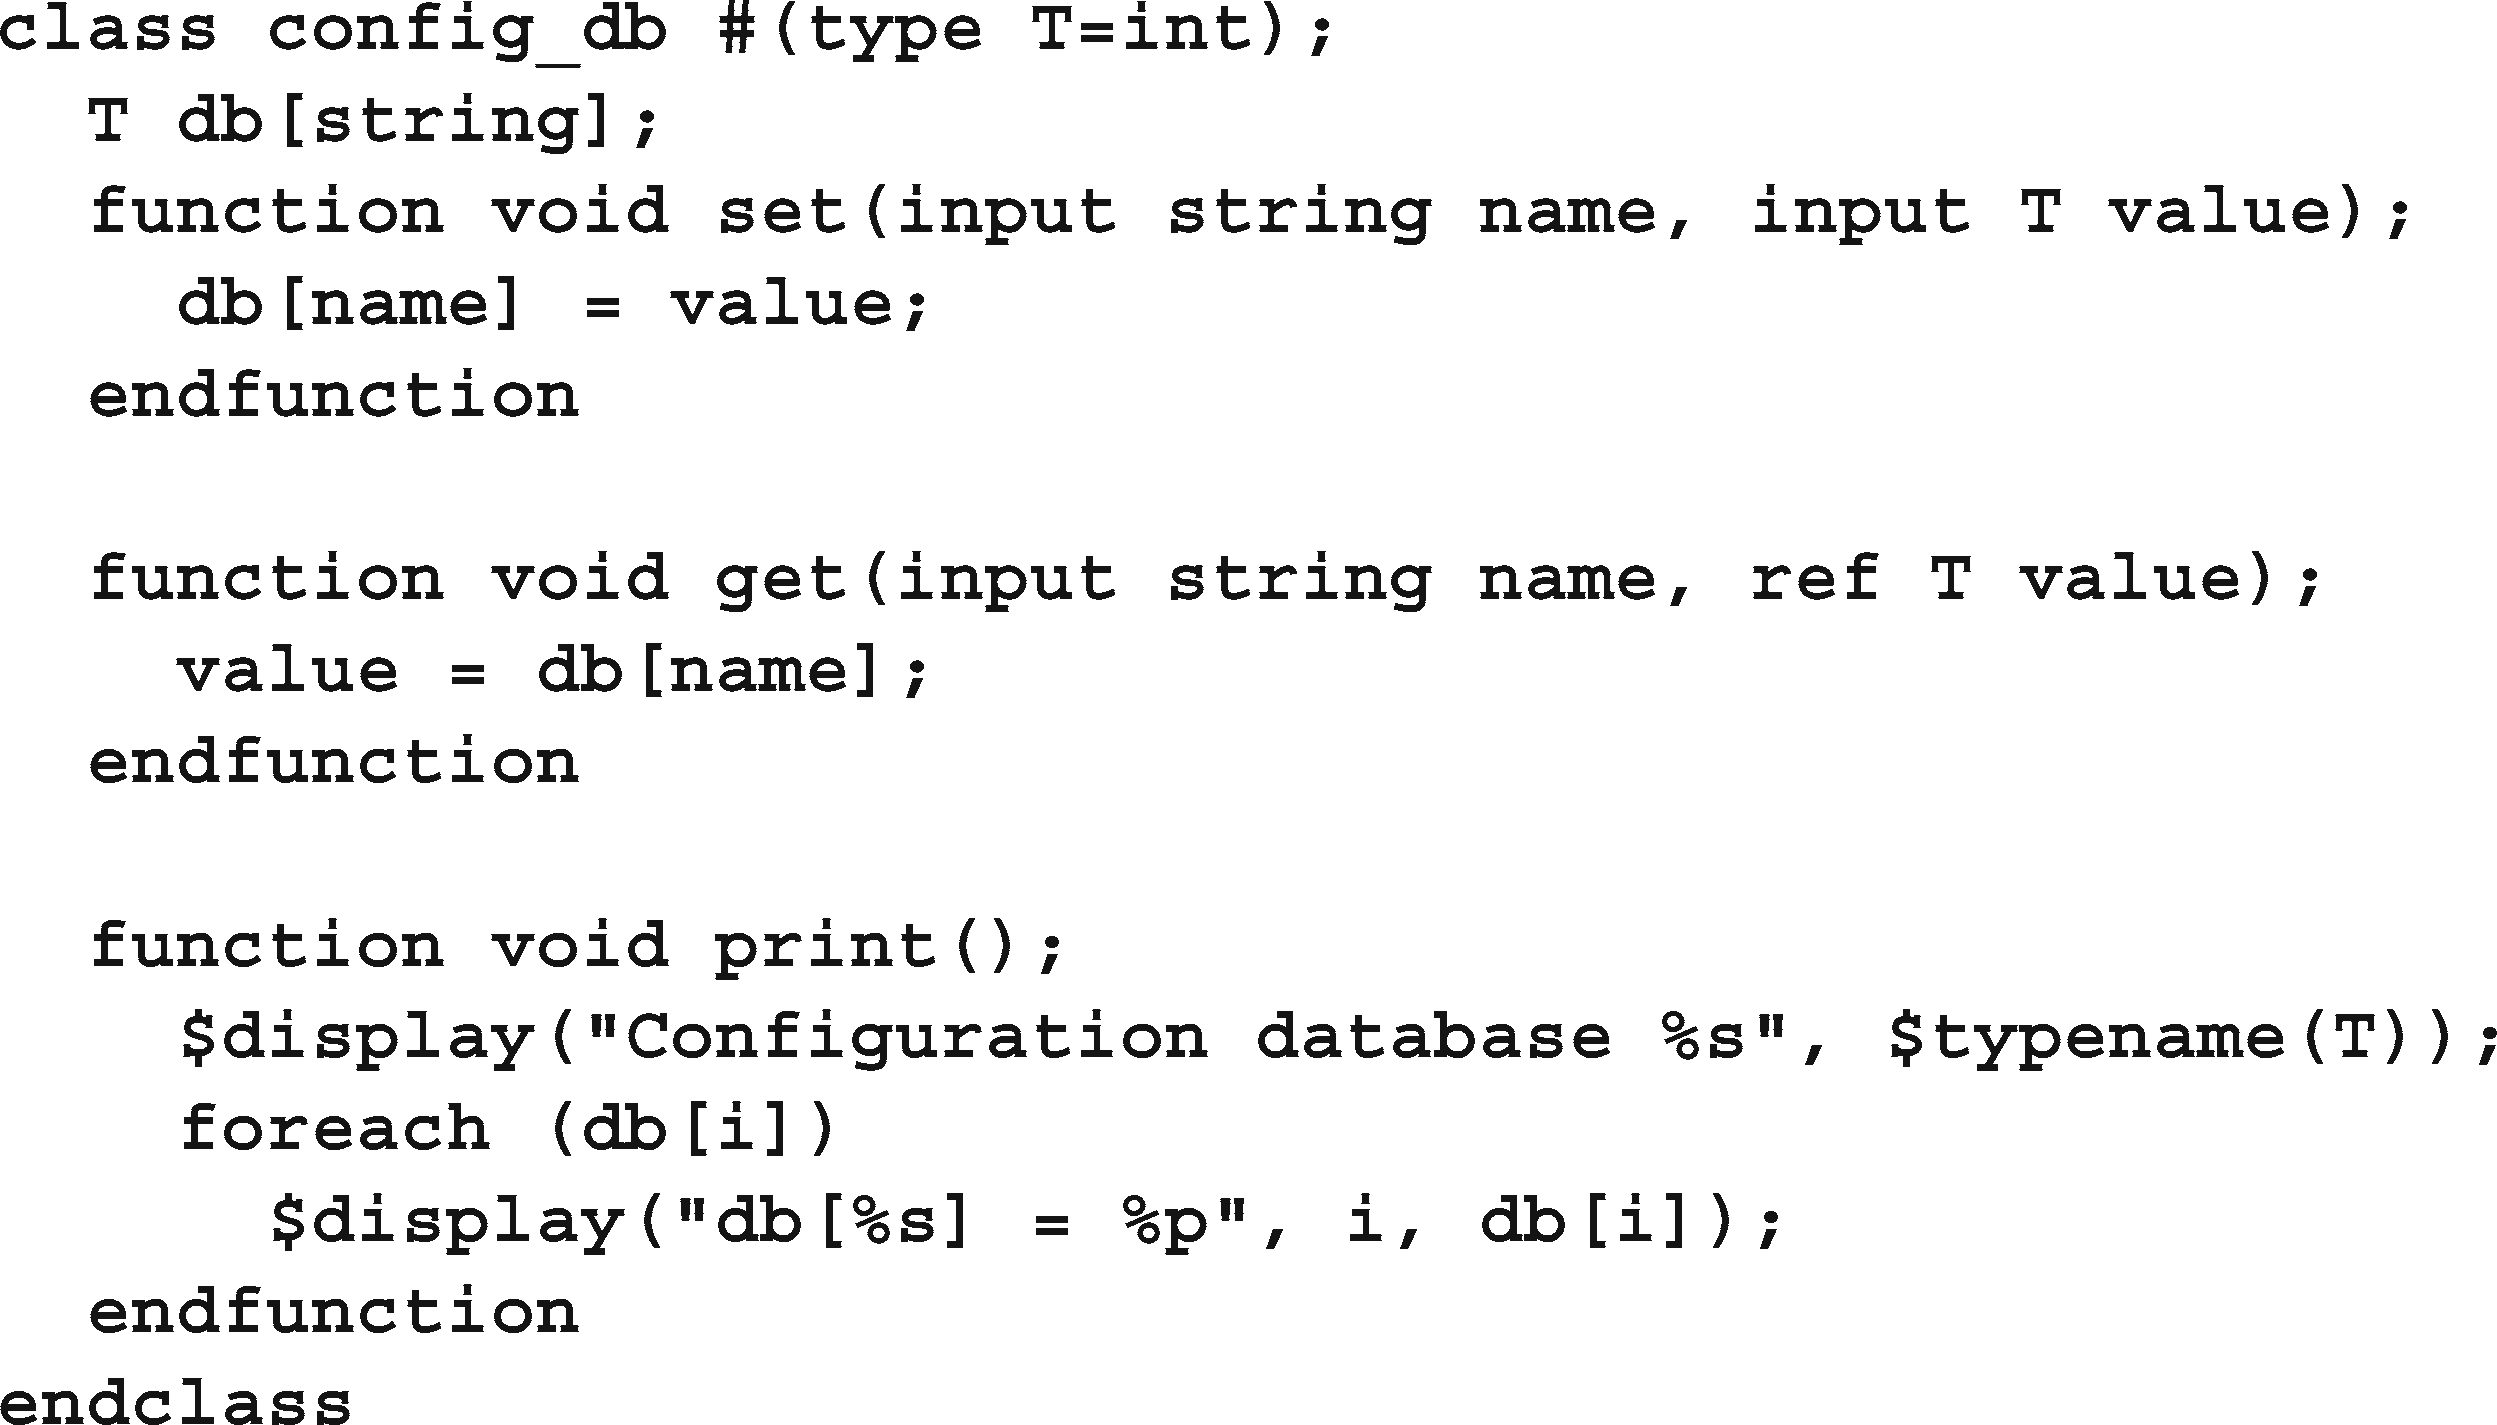 class config_db #(type T=int);
  T db[string];
  function void set(input string name, input T value);
    db[name] = value;
  endfunction

  function void get(input string name, ref T value);
    value = db[name];
  endfunction

  function void print();
    $display("Configuration database %s", $typename(T));
    foreach (db[i])
      $display("db[%s] = %p", i, db[i]);
  endfunction
endclass